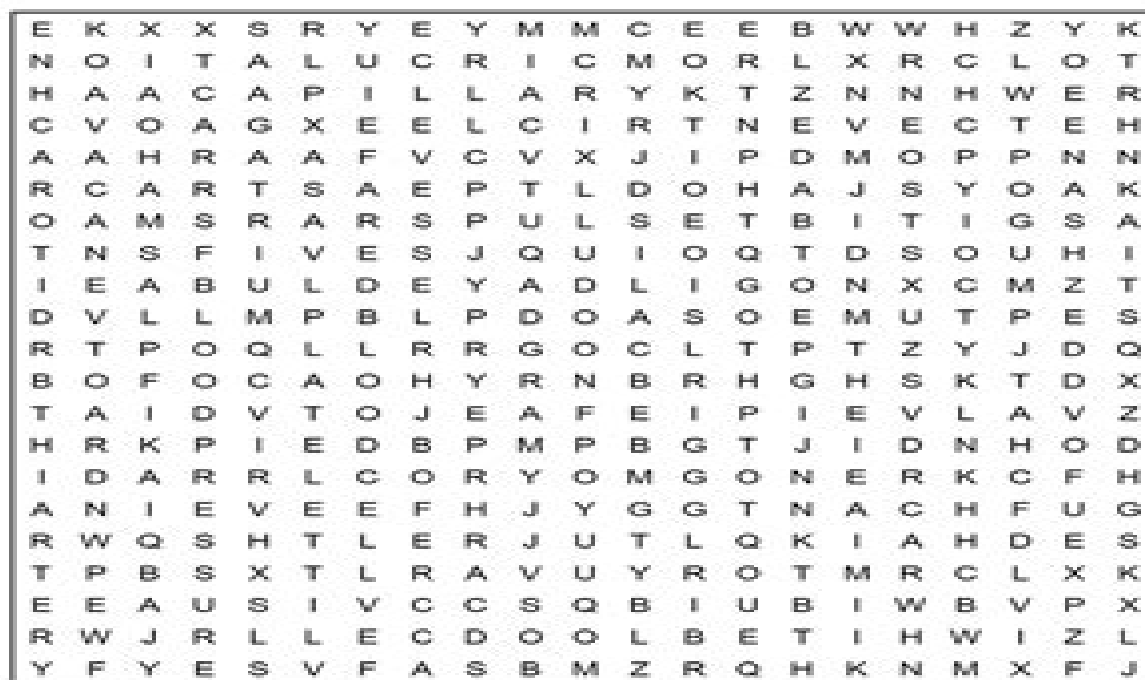 E K X X S R Y E Y M M C E E B W W H Z Y K
N O I T A L U C R I C M O R L X R C L O T
H A A C A P I L L A R Y K T Z N N H W E R
C V O A G X E E L C I R T N E V E C T E H
A A H R A A F V C V X J I P D M O P P N N
R C A R T S A E P T L D O H A J S Y O A K
O A M S R A R S P U L S E T B I T I G S A
T N S F I V E S J Q U I O Q T D S O U H I
I E A B U L D E Y A D L I G O N X C M Z T
D V L L M P B L P D O A S O E M U T P E S
R T P O Q L L R R G O C L T P T Z Y J D Q
B O F O C A O H Y R N B R H G H S K T D X
T A I D V T O J E A F E I P I E V L A V Z
H R K P I E D B P M P B G T J I D N H O D
I D A R R L C O R Y O M G O N E R K C F H
A N I E V E E F H J Y G G T N A C H F U G
R W Q S H T L E R J U T L Q K I A H D E S
T P B S X T L R A V U Y R O T M R C L X K
E E A U S I V C C S Q B I U B I W B V P X
R W J R L L E C D O O L B E T I H W I Z L
Y F Y E S V F A S B M Z R Q H K N M X F J